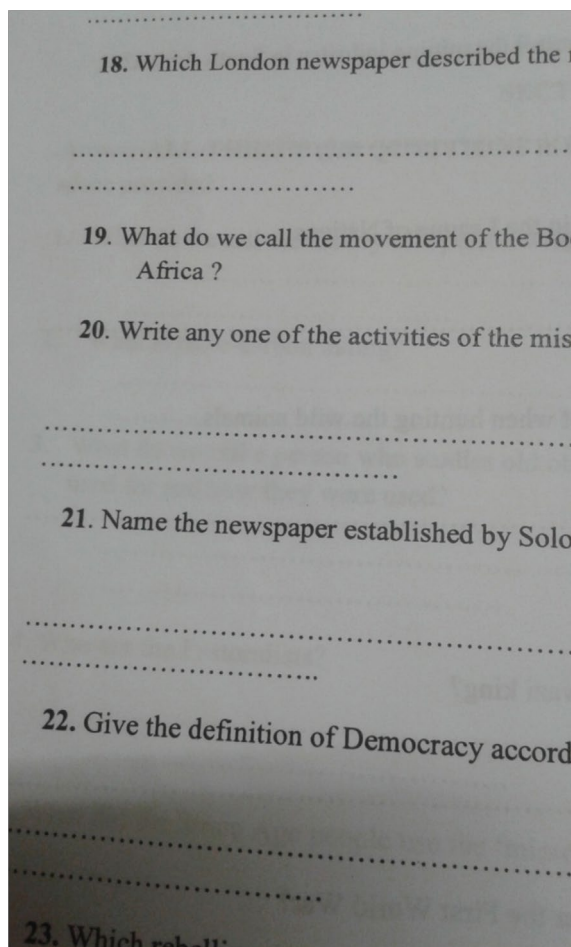 18. Which London newspaper described the
19. What do we call the movement of the Bo
Africa ?
20. Write any one of the activities of the mis
21. Name the newspaper established by Solo
22. Give the definition of Democracy accord
23. Which